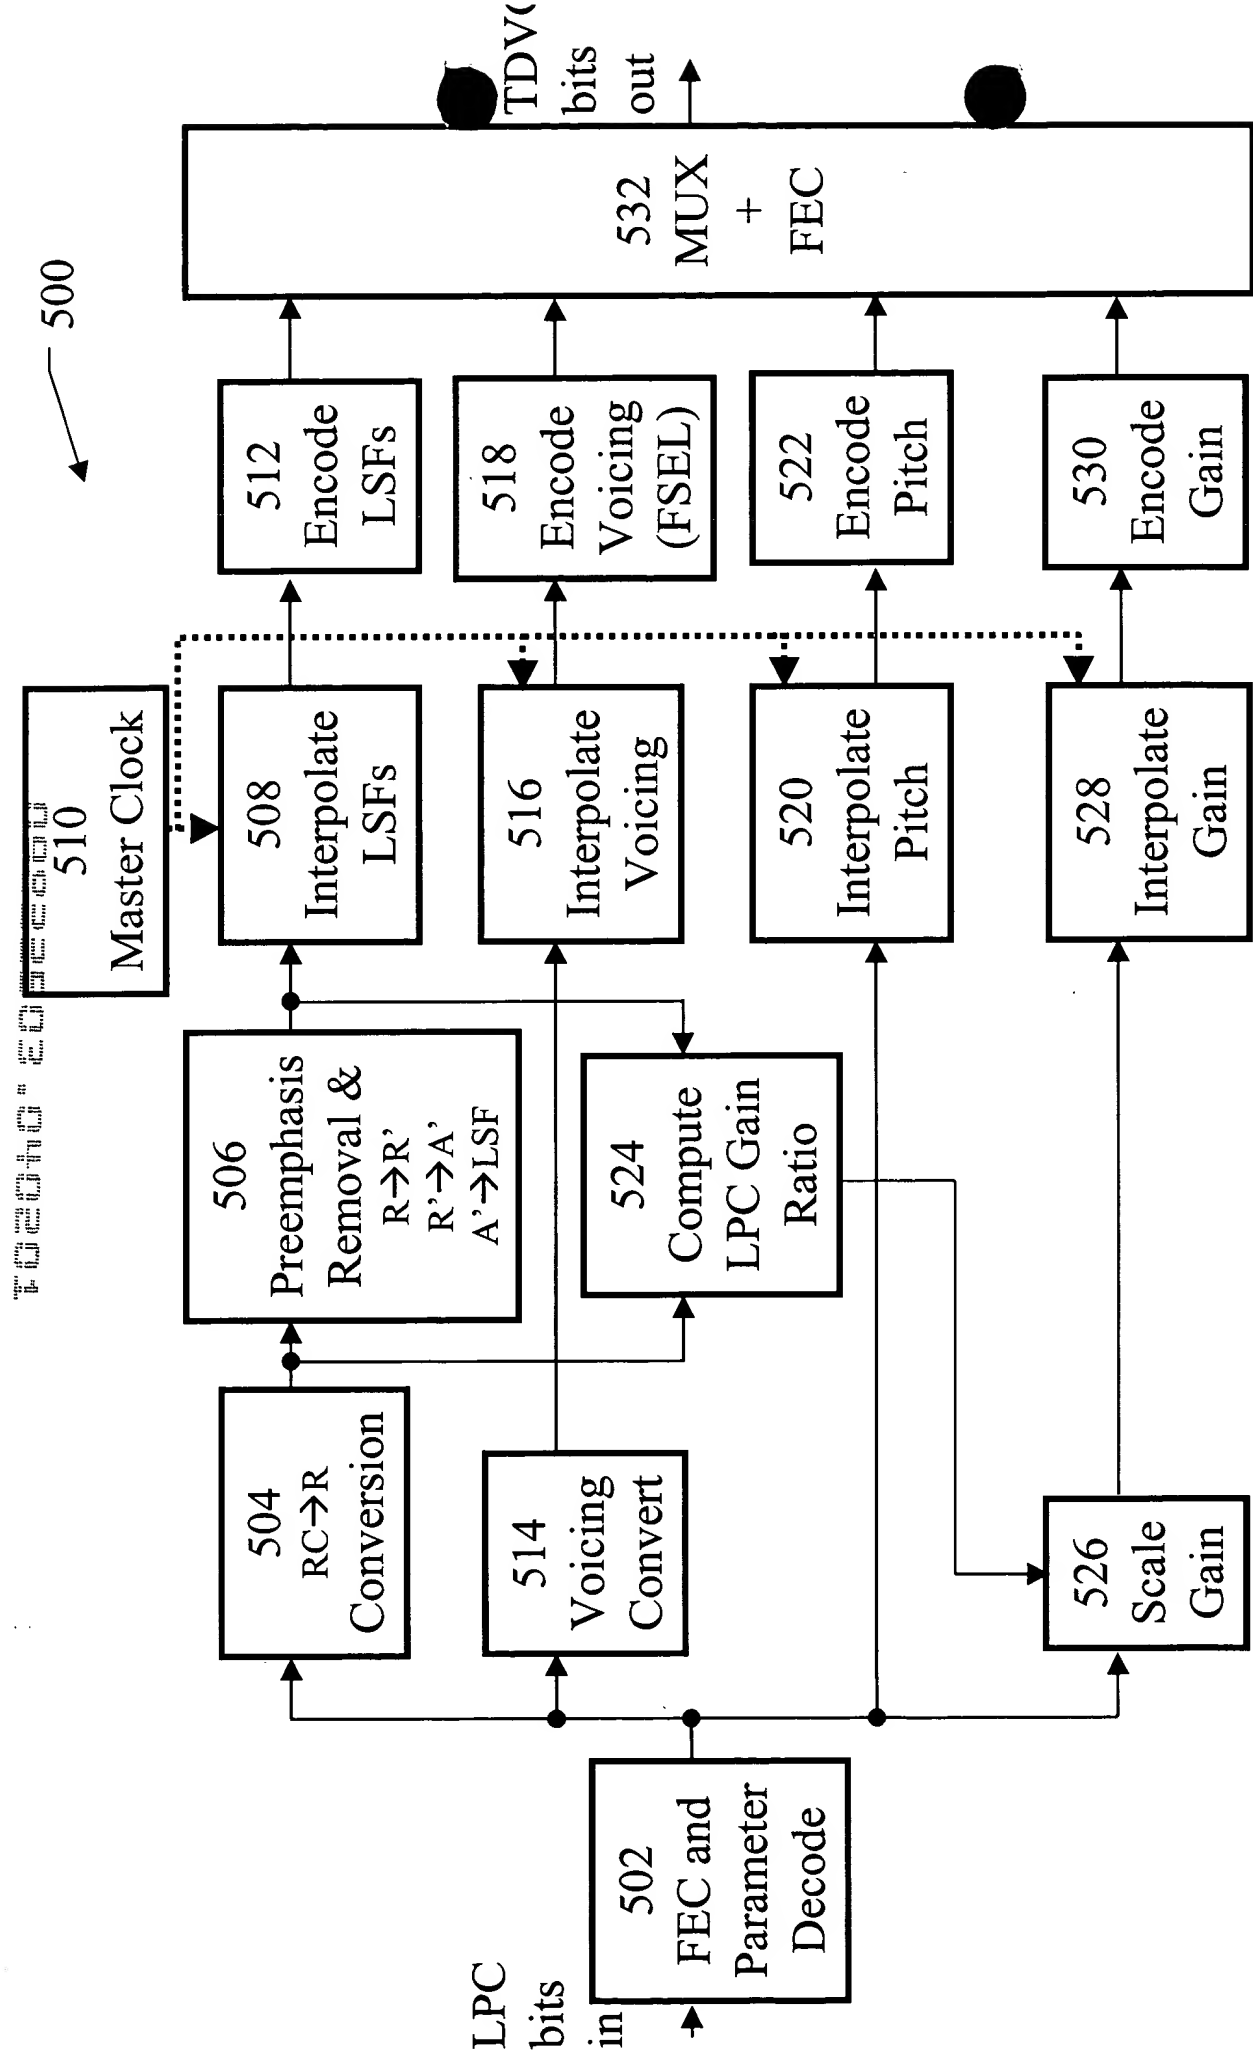 500
LPC
bits
in
502
FEC and
Parameter
Decode
504
RC→R
Conversion
506
Preemphasis
Removal &
R→R'
R'→A'
A'→LSF
510
Master Clock
508
Interpolate
LSFs
512
Encode
LSFs
514
Voicing
Convert
516
Interpolate
Voicing
518
Encode
Voicing
(FSEL)
524
Compute
LPC Gain
Ratio
520
Interpolate
Pitch
522
Encode
Pitch
526
Scale
Gain
528
Interpolate
Gain
530
Encode
Gain
532
MUX
+
FEC
bits
out